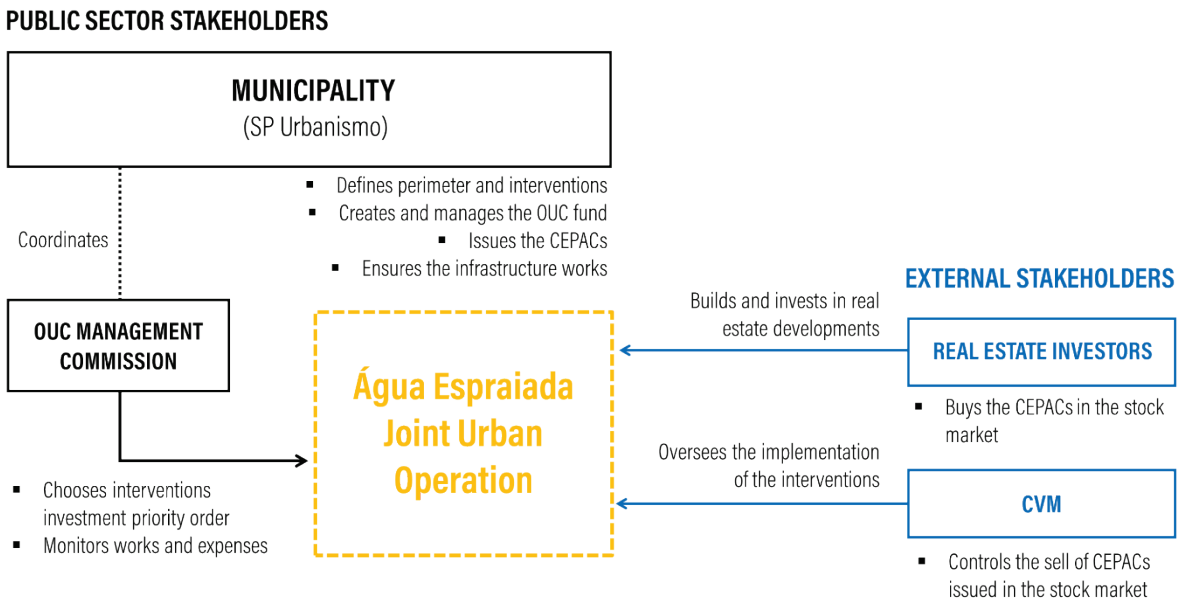 PUBLIC SECTOR STAKEHOLDERS
MUNICIPALITY
(SP Urbanismo)
▪ Defines perimeter and interventions
▪ Creates and manages the OUC fund
▪ Issues the CEPACs
▪ Ensures the infrastructure works
Coordinates
OUC MANAGEMENT
COMMISSION
▪ Chooses interventions
investment priority order
▪ Monitors works and expenses
Água Espraiada
Joint Urban
Operation
EXTERNAL STAKEHOLDERS
Builds and invests in real
estate developments
REAL ESTATE INVESTORS
▪ Buys the CEPACs in the stock
market
Oversees the implementation
of the interventions
CVM
▪ Controls the sell of CEPACs
issued in the stock market